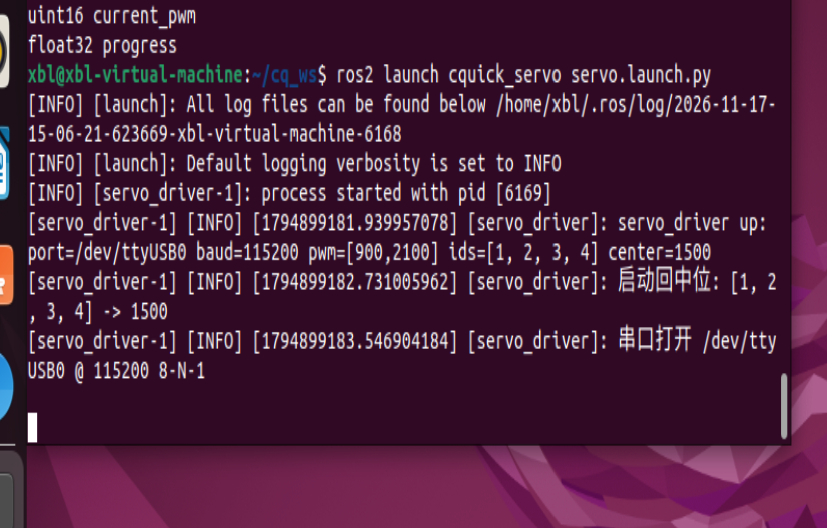 uint16 current_pwm
float32 progress
xbl@xbl-virtual-machine:~/cq_ws$ ros2 launch cquick_servo servo.launch.py
[INFO] [launch]: All log files can be found below /home/xbl/.ros/log/2026-11-17-
15-06-21-623669-xbl-virtual-machine-6168
[INFO] [launch]: Default logging verbosity is set to INFO
[INFO] [servo_driver-1]: process started with pid [6169]
[servo_driver-1] [INFO] [1794899181.939957078] [servo_driver]: servo_driver up:
port=/dev/ttyUSB0 baud=115200 pwm=[900,2100] ids=[1, 2, 3, 4] center=1500
[servo_driver-1] [INFO] [1794899182.731005962] [servo_driver]: 启动回中位: [1, 2
, 3, 4] -> 1500
[servo_driver-1] [INFO] [1794899183.546904184] [servo_driver]: 串口打开 /dev/tty
USB0 @ 115200 8-N-1